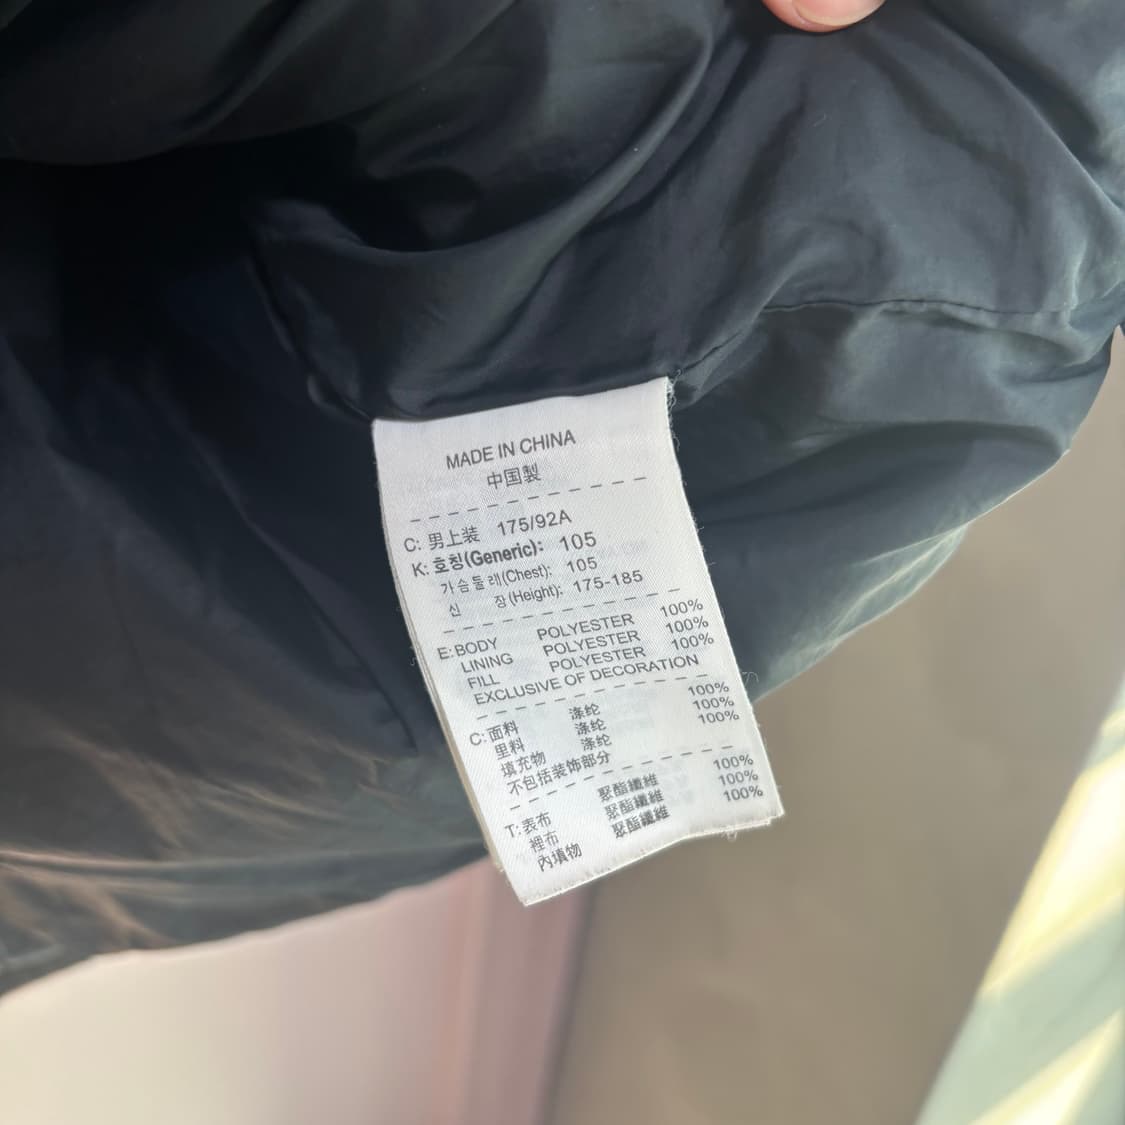 MADE IN CHINA
中国製
C: 男上装 175/92A
K: 호칭(Generic): 105
가슴둘레(Chest): 105
신 장(Height): 175-185
E: BODY POLYESTER 100%
LINING POLYESTER 100%
FILL POLYESTER 100%
EXCLUSIVE OF DECORATION
C: 面料 涤纶 100%
里料 涤纶 100%
填充物 涤纶 100%
不包括装饰部分
T: 表布 聚酯纖維 100%
裡布 聚酯纖維 100%
內填物 聚酯纖維 100%